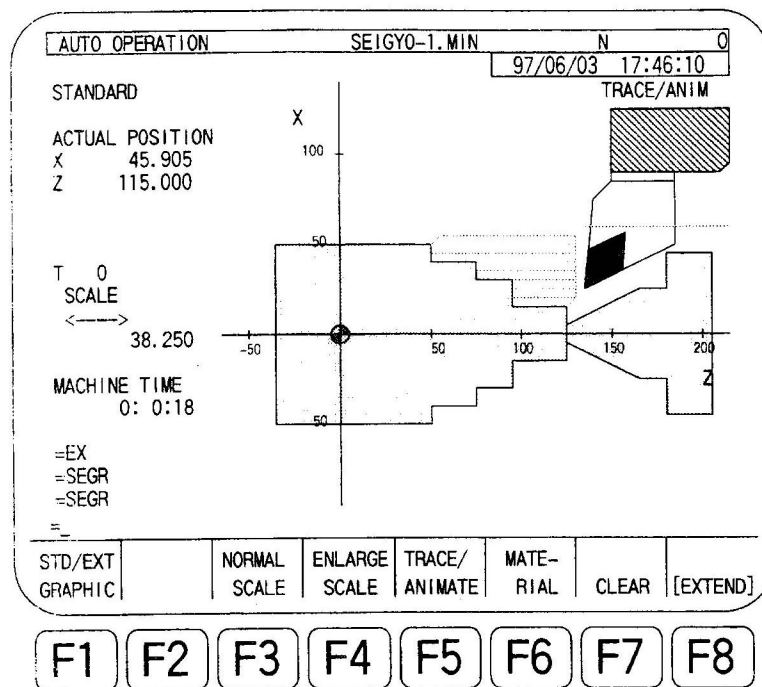 AUTO OPERATION SEIGYO-1.MIN N 0
97/06/03 17:46:10
STANDARD TRACE/ANIM
ACTUAL POSITION
X 45.905
Z 115.000
X
100
50
T 0
SCALE
<---->
38.250
-50 50 100 150 200
Z
MACHINE TIME
0: 0:18
50
=EX
=SEGR
=SEGR
=_
STD/EXT GRAPHIC
NORMAL SCALE
ENLARGE SCALE
TRACE/ ANIMATE
MATE- RIAL
CLEAR
[EXTEND]
F1 F2 F3 F4 F5 F6 F7 F8